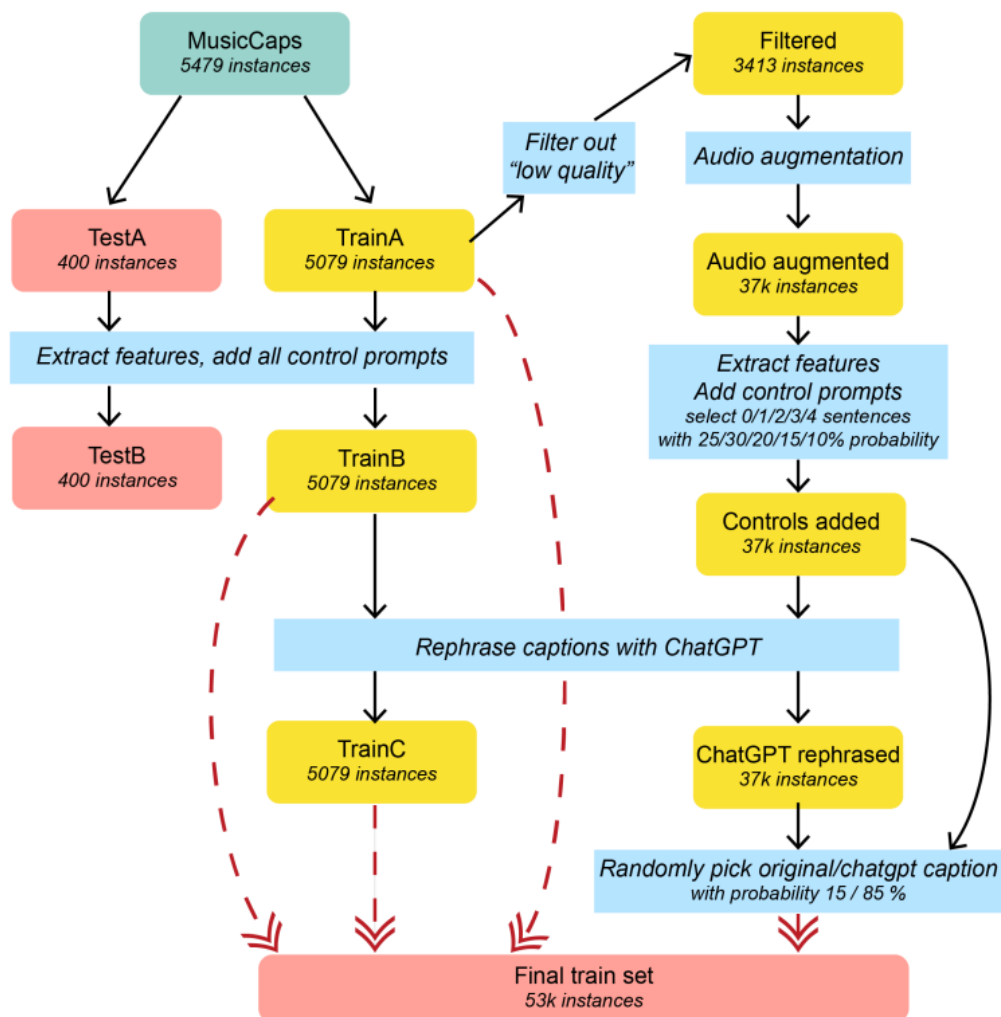 MusicCaps
5479 instances
Filtered
3413 instances
Filter out
“low quality”
Audio augmentation
TestA
400 instances
TrainA
5079 instances
Audio augmented
37k instances
Extract features, add all control prompts
Extract features
Add control prompts
select 0/1/2/3/4 sentences
with 25/30/20/15/10% probability
TestB
400 instances
TrainB
5079 instances
Controls added
37k instances
Rephrase captions with ChatGPT
TrainC
5079 instances
ChatGPT rephrased
37k instances
Randomly pick original/chatgpt caption
with probability 15 / 85 %
Final train set
53k instances